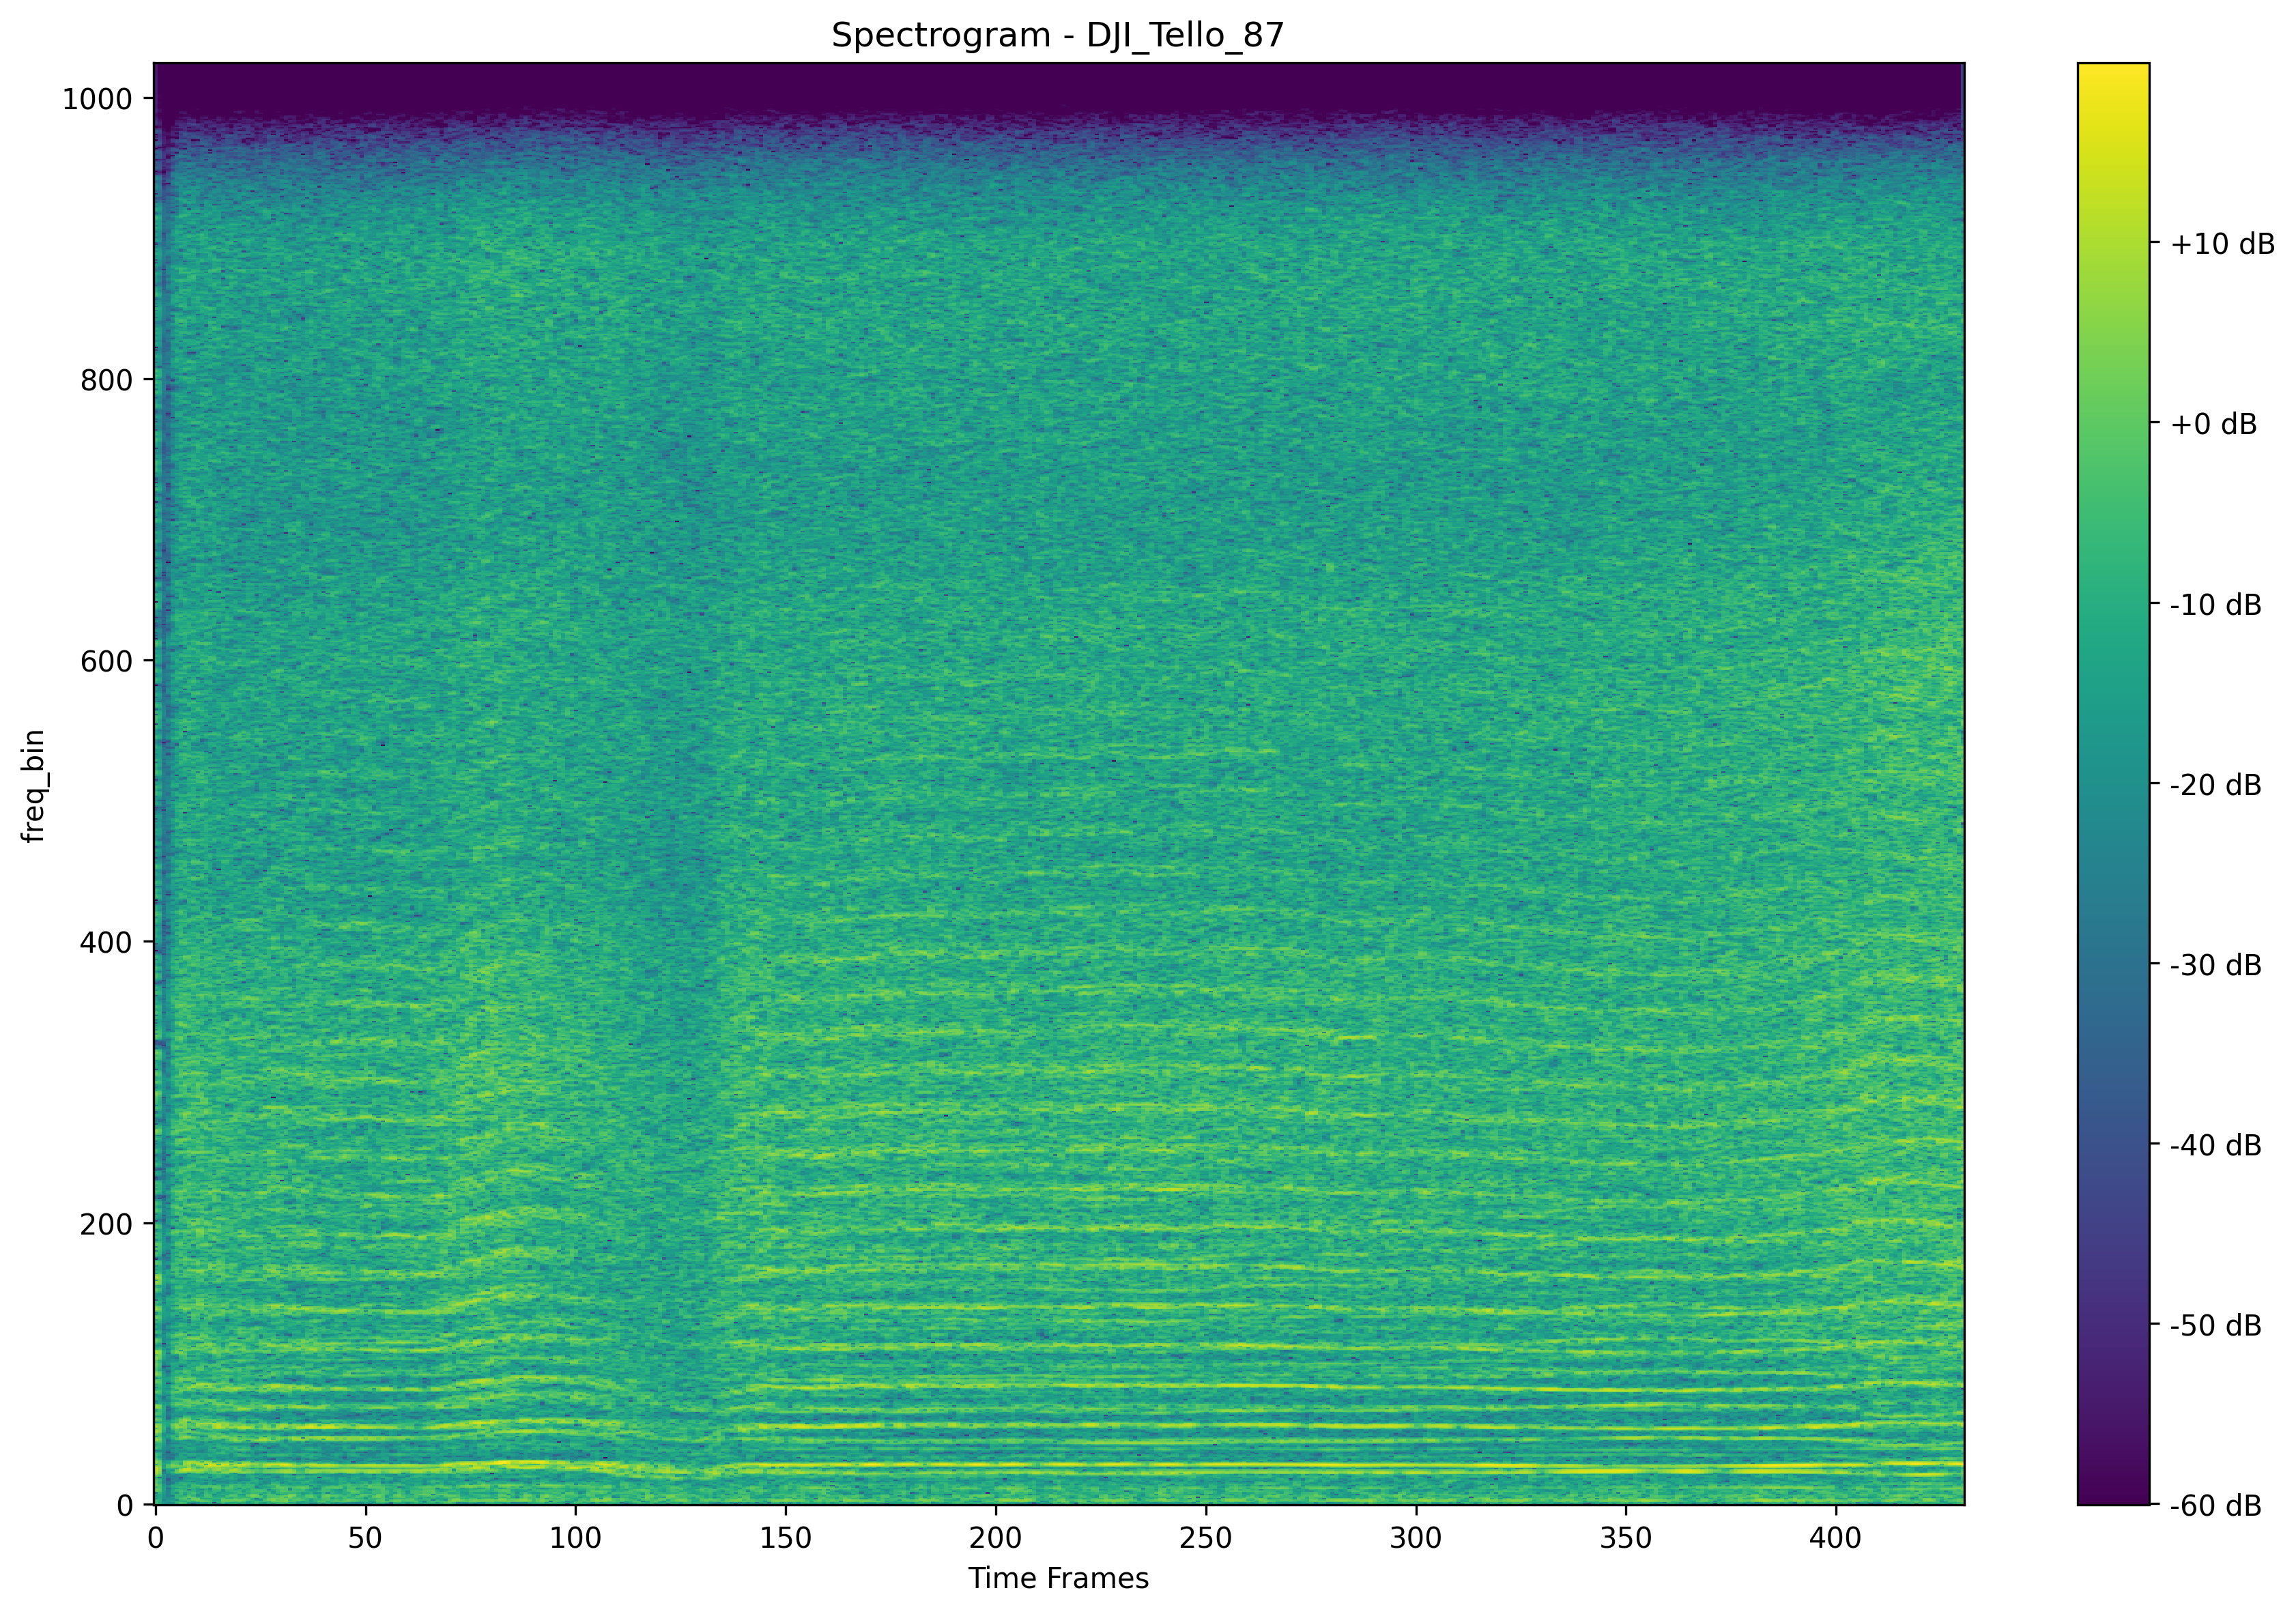 Spectrogram - DJI_Tello_87
freq_bin
1000
800
600
400
200
0
0 50 100 150 200 250 300 350 400
Time Frames
+10 dB
+0 dB
-10 dB
-20 dB
-30 dB
-40 dB
-50 dB
-60 dB